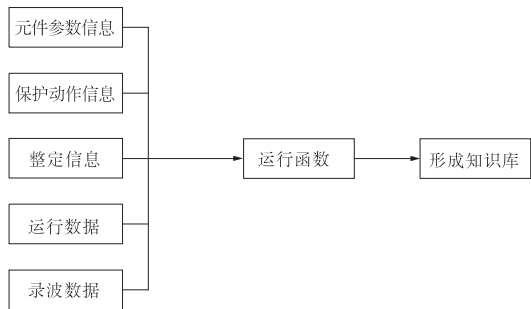 元件参数信息
保护动作信息
整定信息
运行数据
录波数据
运行函数
形成知识库